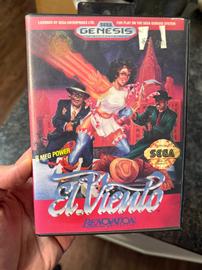 LICENSED BY SEGA ENTERPRISES LTD. FOR PLAY ON THE SEGA GENESIS SYSTEM
SEGA
GENESIS
MEG POWER
SEGA
El.Viento
RENOVATION